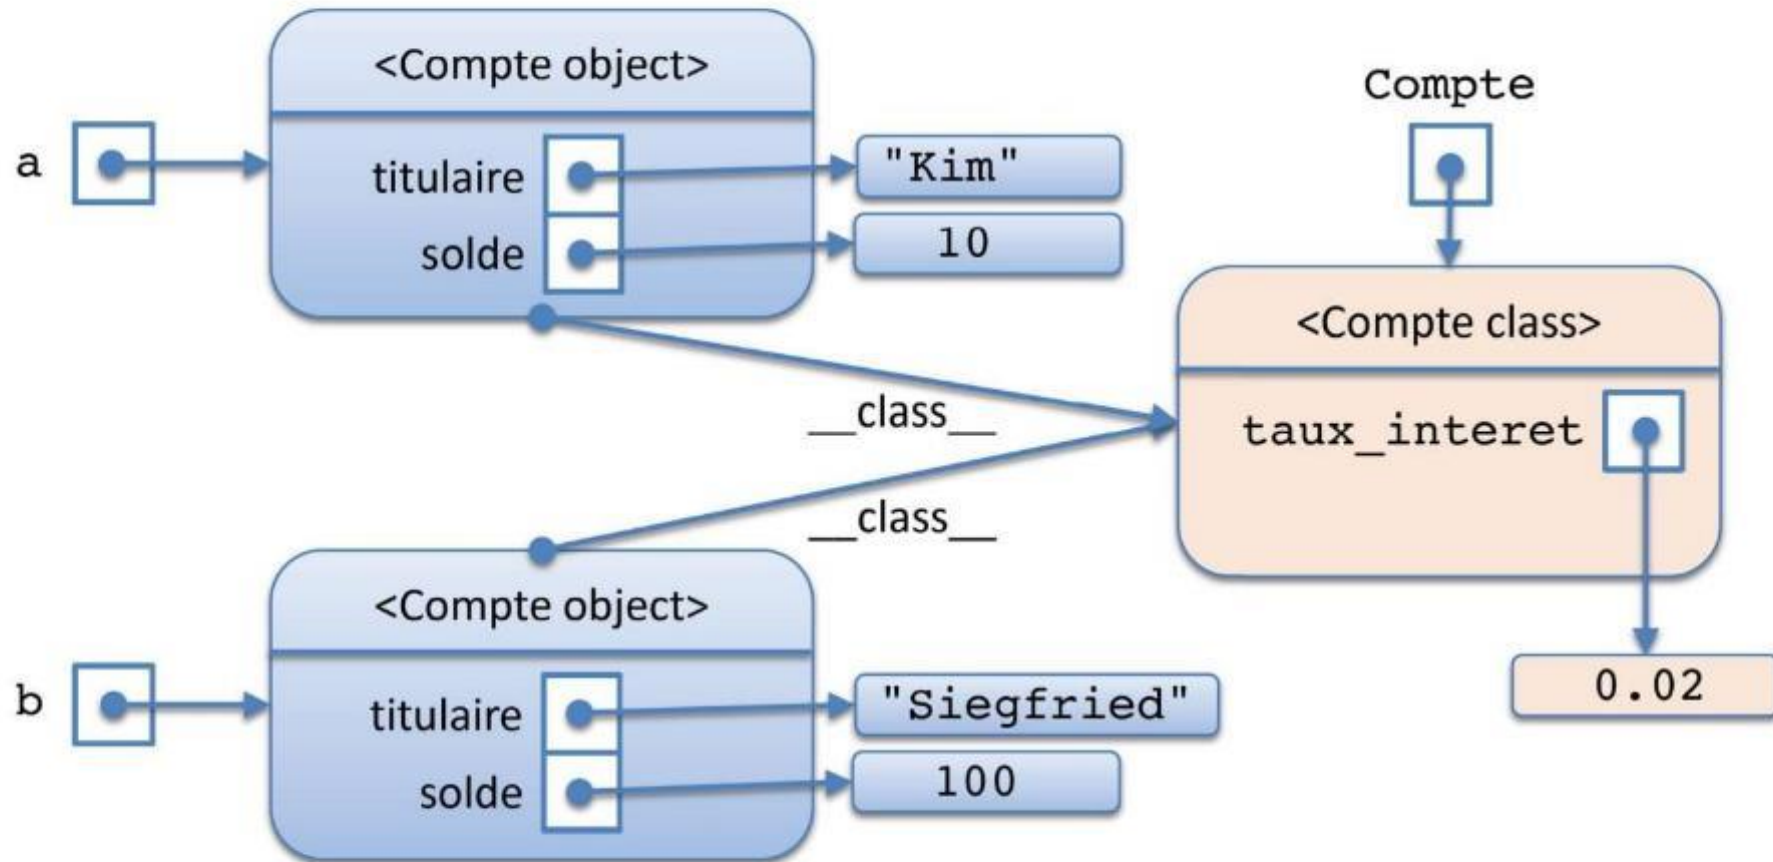 <Compte object>
a
titulaire
"Kim"
solde
10
Compte
<Compte class>
taux_interet
0.02
__class__
__class__
<Compte object>
b
titulaire
"Siegfried"
solde
100